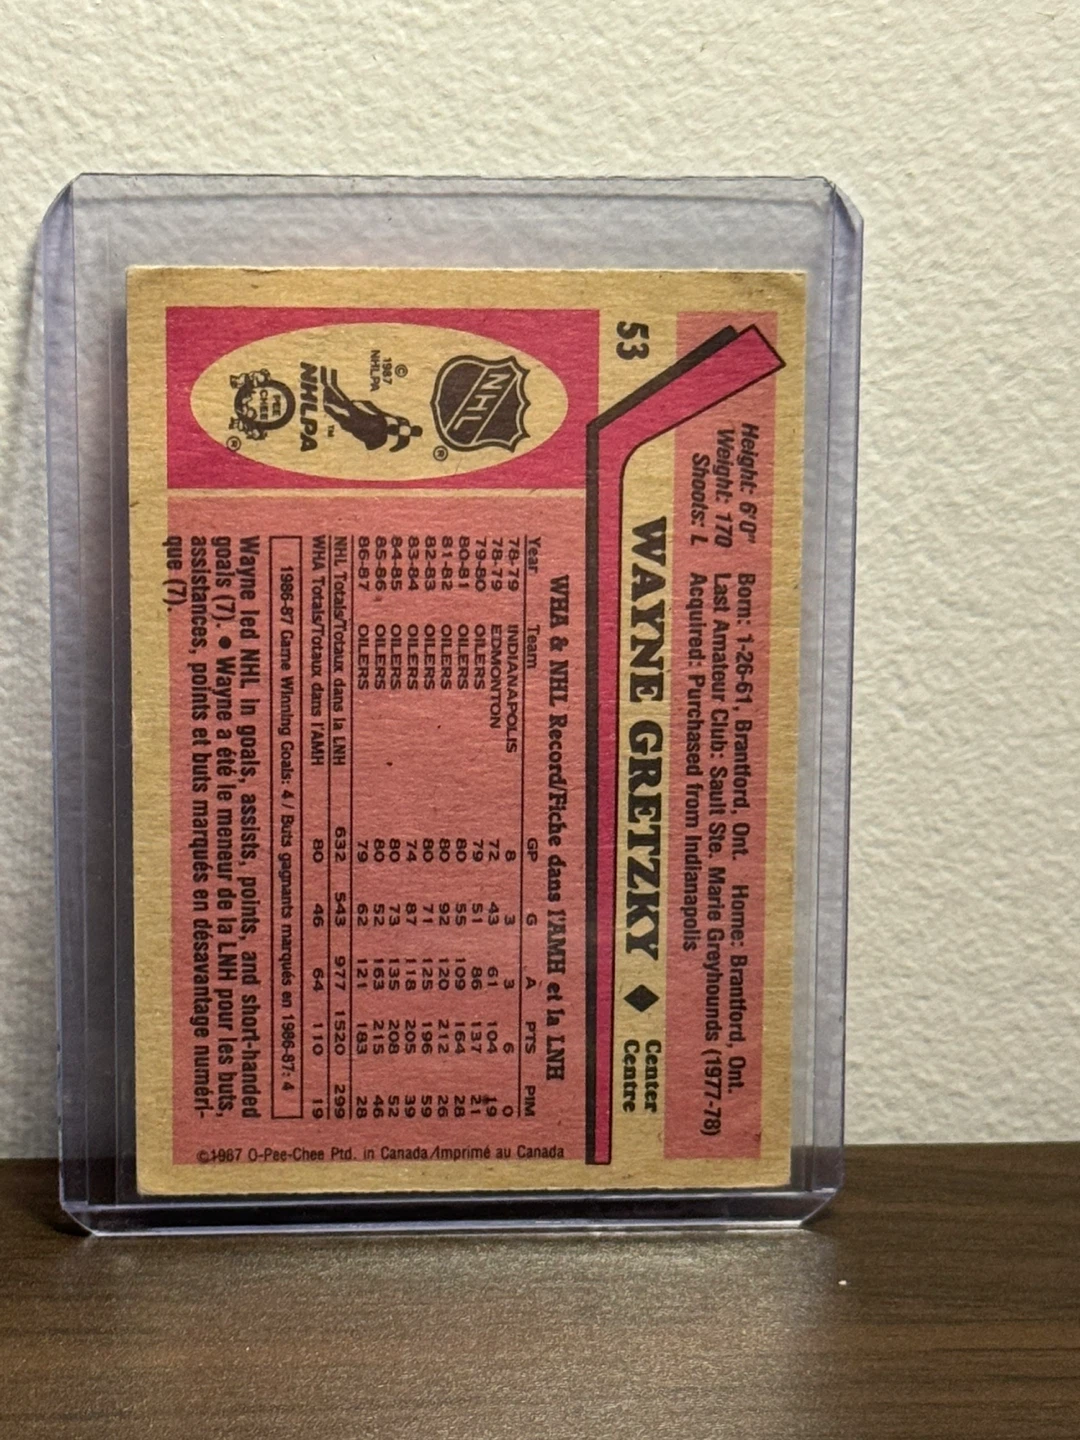 53
WAYNE GRETZKY ◆ Center
Centre
Height: 6'0" Born: 1-26-61, Brantford, Ont. Home: Brantford, Ont.
Weight: 170 Last Amateur Club: Sault Ste. Marie Greyhounds (1977-78)
Shoots: L Acquired: Purchased from Indianapolis
NHL ®
© 1987 NHLPA
NHLPA ™
O PEE CHEE ®
WHA & NHL Record/Fiche dans l'AMH et la LNH
Year Team GP G A PTS PIM
78-79 INDIANAPOLIS 8 3 3 6 0
78-79 EDMONTON 72 43 61 104 19
79-80 OILERS 79 51 86 137 21
80-81 OILERS 80 55 109 164 28
81-82 OILERS 80 92 120 212 26
82-83 OILERS 80 71 125 196 59
83-84 OILERS 74 87 118 205 39
84-85 OILERS 80 73 135 208 52
85-86 OILERS 80 52 163 215 46
86-87 OILERS 79 62 121 183 28
NHL Totals/Totaux dans la LNH 632 543 977 1520 299
WHA Totals/Totaux dans l'AMH 80 46 64 110 19
1986-87 Game Winning Goals: 4 / Buts gagnants marqués en 1986-87: 4
Wayne led NHL in goals, assists, points, and short-handed
goals (7). • Wayne a été le meneur de la LNH pour les buts,
assistances, points et buts marqués en désavantage numéri-
que (7).
©1987 O-Pee-Chee Ptd. in Canada/Imprimé au Canada